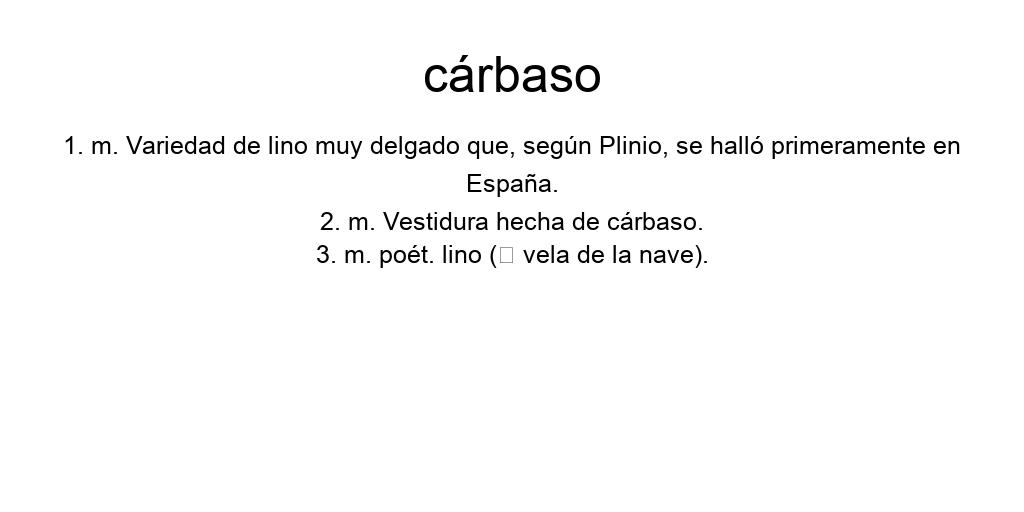 cárbaso
1. m. Variedad de lino muy delgado que, según Plinio, se halló primeramente en
España.
2. m. Vestidura hecha de cárbaso.
3. m. poét. lino (□ vela de la nave).